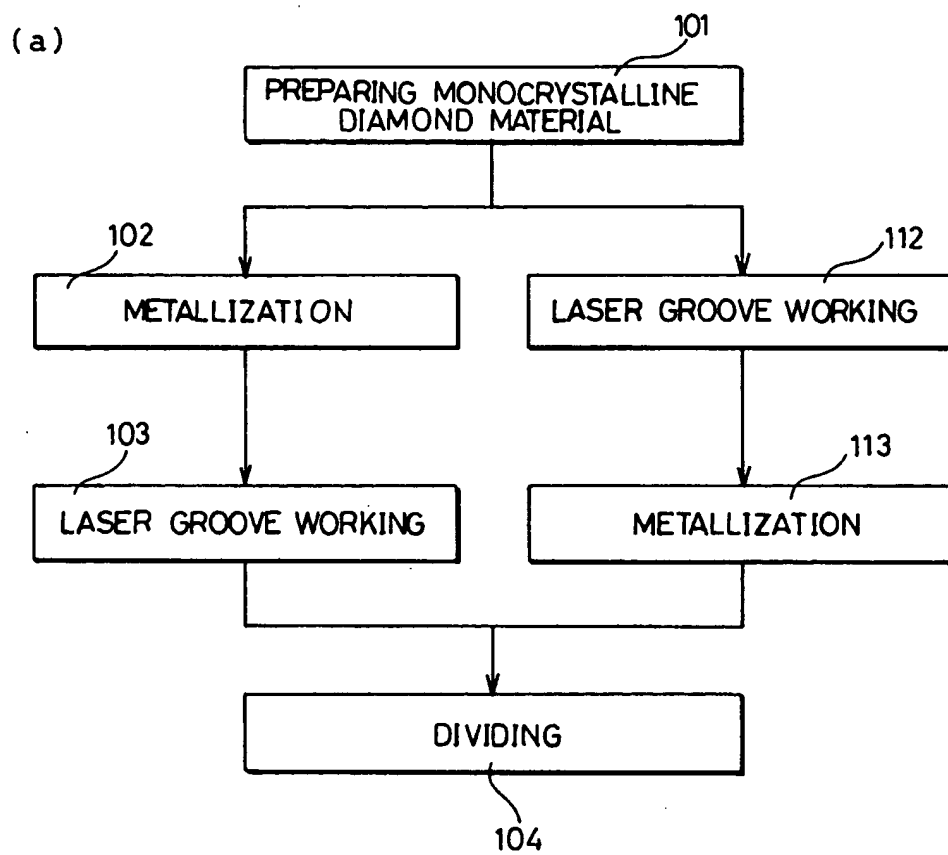 (a)
101
PREPARING MONOCRYSTALLINE
DIAMOND MATERIAL
102
METALLIZATION
112
LASER GROOVE WORKING
103
LASER GROOVE WORKING
113
METALLIZATION
DIVIDING
104